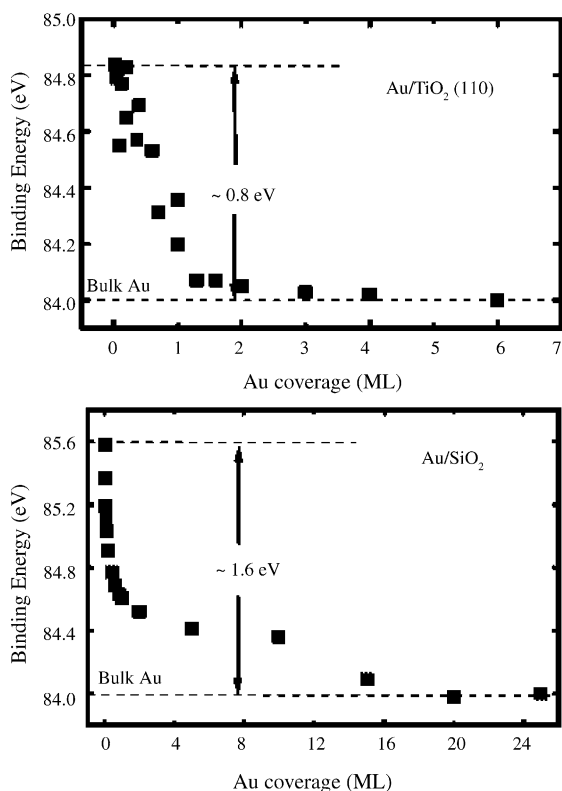 85.0
Au/TiO2 (110)
84.8
84.6
84.4
~ 0.8 eV
84.2
Bulk Au
84.0
Binding Energy (eV)
0 1 2 3 4 5 6 7
Au coverage (ML)
85.6
Au/SiO2
85.2
84.8
~ 1.6 eV
84.4
Bulk Au
84.0
Binding Energy (eV)
0 4 8 12 16 20 24
Au coverage (ML)